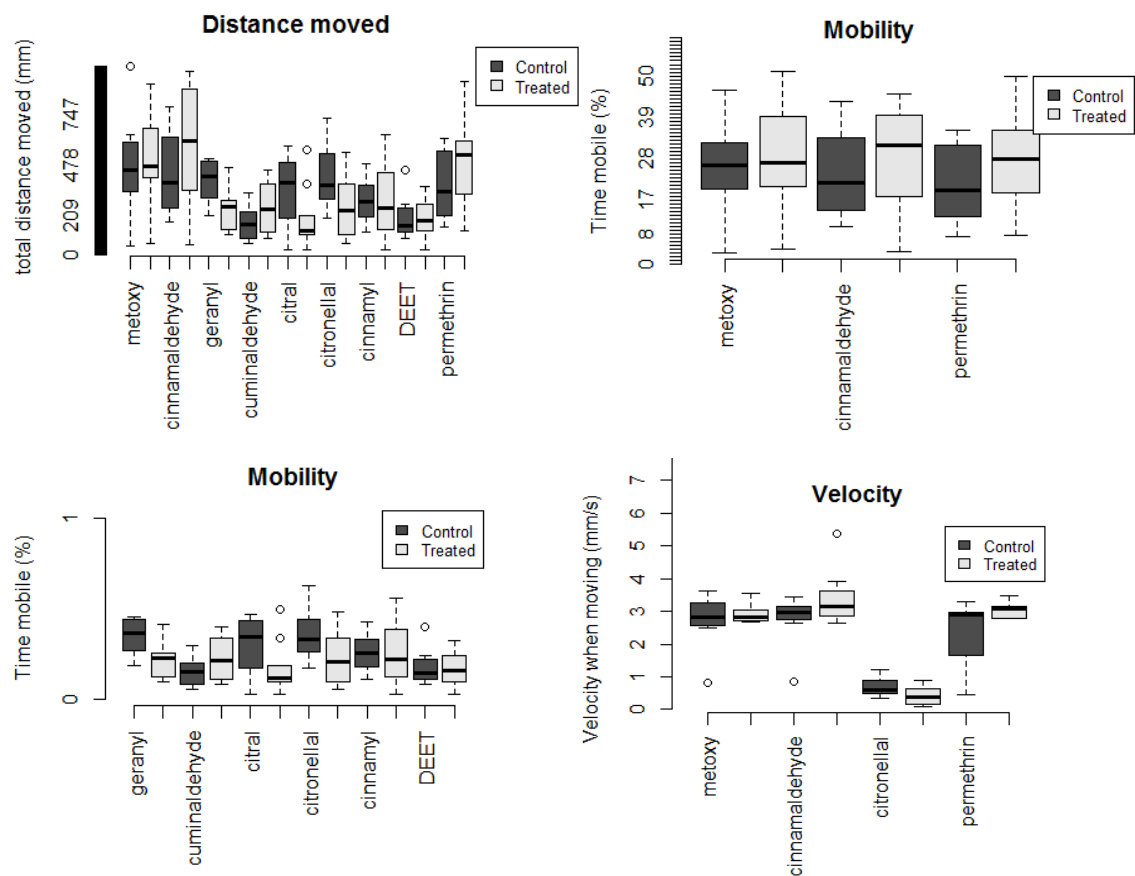 Distance moved
total distance moved (mm)
747
478
209
0
Control
Treated
metoxy
cinnamaldehyde
geranyl
cuminaldehyde
citral
citronellal
cinnamyl
DEET
permethrin
Mobility
Time mobile (%)
50
39
28
17
8
0
Control
Treated
metoxy
cinnamaldehyde
permethrin
Mobility
Time mobile (%)
1
0
Control
Treated
geranyl
cuminaldehyde
citral
citronellal
cinnamyl
DEET
Velocity
Velocity when moving (mm/s)
7
6
5
4
3
2
1
0
Control
Treated
metoxy
cinnamaldehyde
citronellal
permethrin